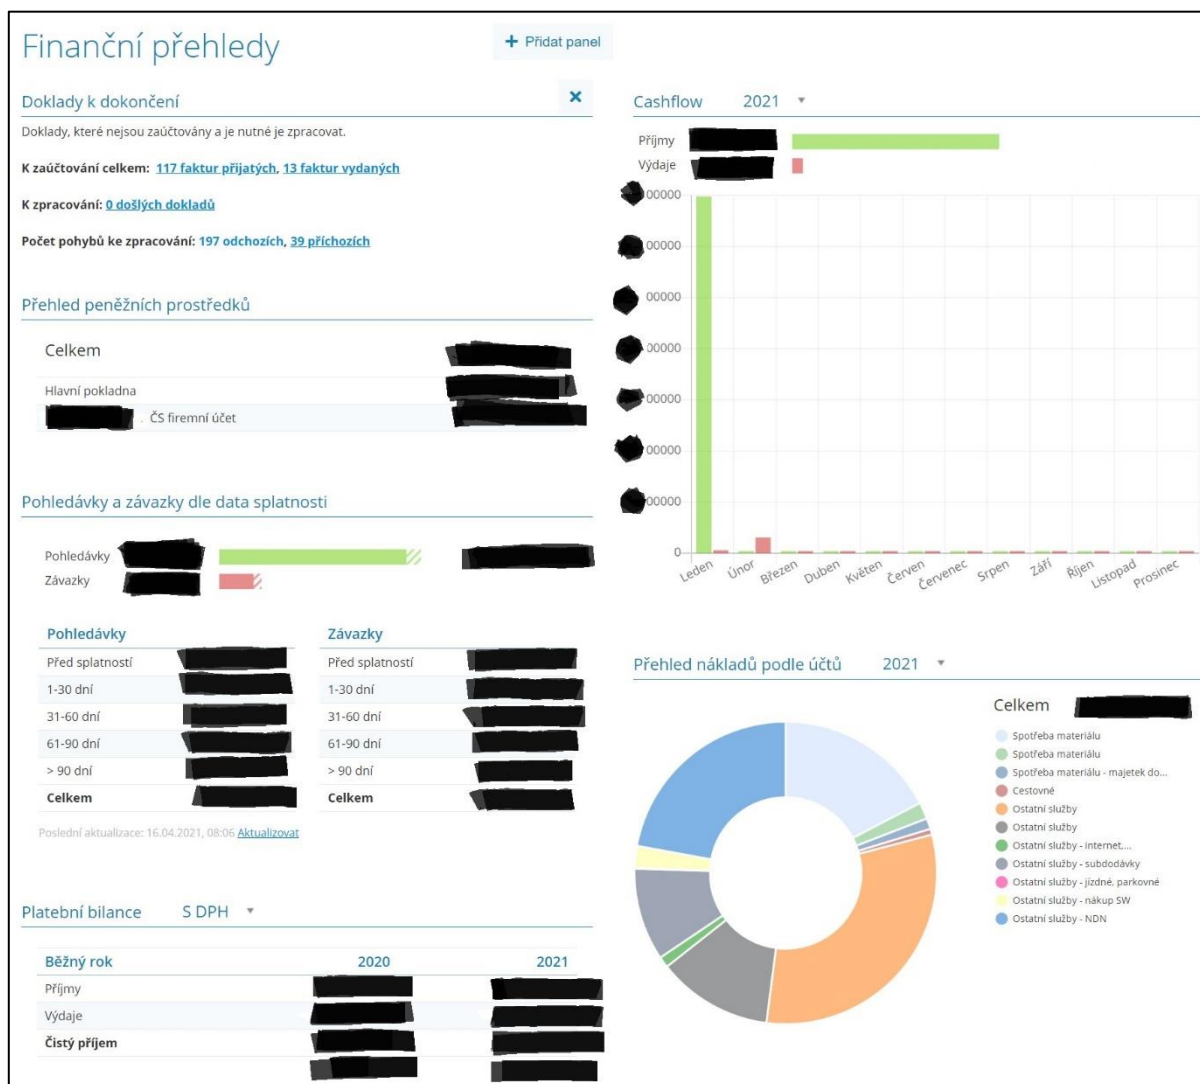 Finanční přehledy
+ Přidat panel
Doklady k dokončení
Doklady, které nejsou zaúčtovány a je nutné je zpracovat.
K zaúčtování celkem: 117 faktur přijatých, 13 faktur vydaných
K zpracování: 0 došlých dokladů
Počet pohybů ke zpracování: 197 odchozích, 39 příchozích
Přehled peněžních prostředků
Celkem
Hlavní pokladna
. ČS firemní účet
Pohledávky a závazky dle data splatnosti
Pohledávky
Závazky
Pohledávky Závazky
Před splatností Před splatností
1-30 dní 1-30 dní
31-60 dní 31-60 dní
61-90 dní 61-90 dní
> 90 dní > 90 dní
Celkem Celkem
Poslední aktualizace: 16.04.2021, 08:06 Aktualizovat
Platební bilance S DPH
Běžný rok 2020 2021
Příjmy
Výdaje
Čistý příjem
Cashflow 2021
Příjmy
Výdaje
00000
00000
00000
00000
00000
00000
00000
0
Leden Únor Březen Duben Květen Červen Červenec Srpen Září Říjen Listopad Prosinec
Přehled nákladů podle účtů 2021
Celkem
Spotřeba materiálu
Spotřeba materiálu
Spotřeba materiálu - majetek do...
Cestovné
Ostatní služby
Ostatní služby
Ostatní služby - internet,...
Ostatní služby - subdodávky
Ostatní služby - jízdné, parkovné
Ostatní služby - nákup SW
Ostatní služby - NDN